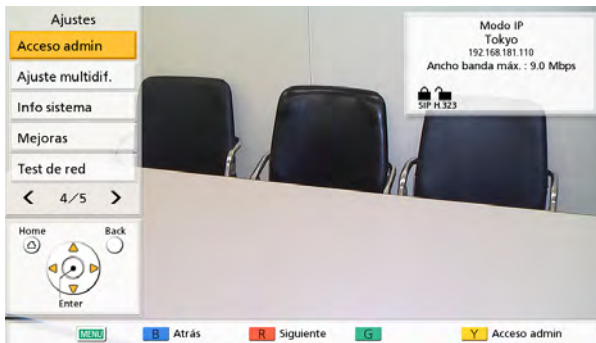 Ajustes
Acceso admin
Ajuste multidif.
Info sistema
Mejoras
Test de red
< 4/5 >
Home
Back
Enter
Modo IP
Tokyo
192.168.181.110
Ancho banda máx. : 9.0 Mbps
SIP H.323
MENU
B Atrás
R Siguiente
G
Y Acceso admin